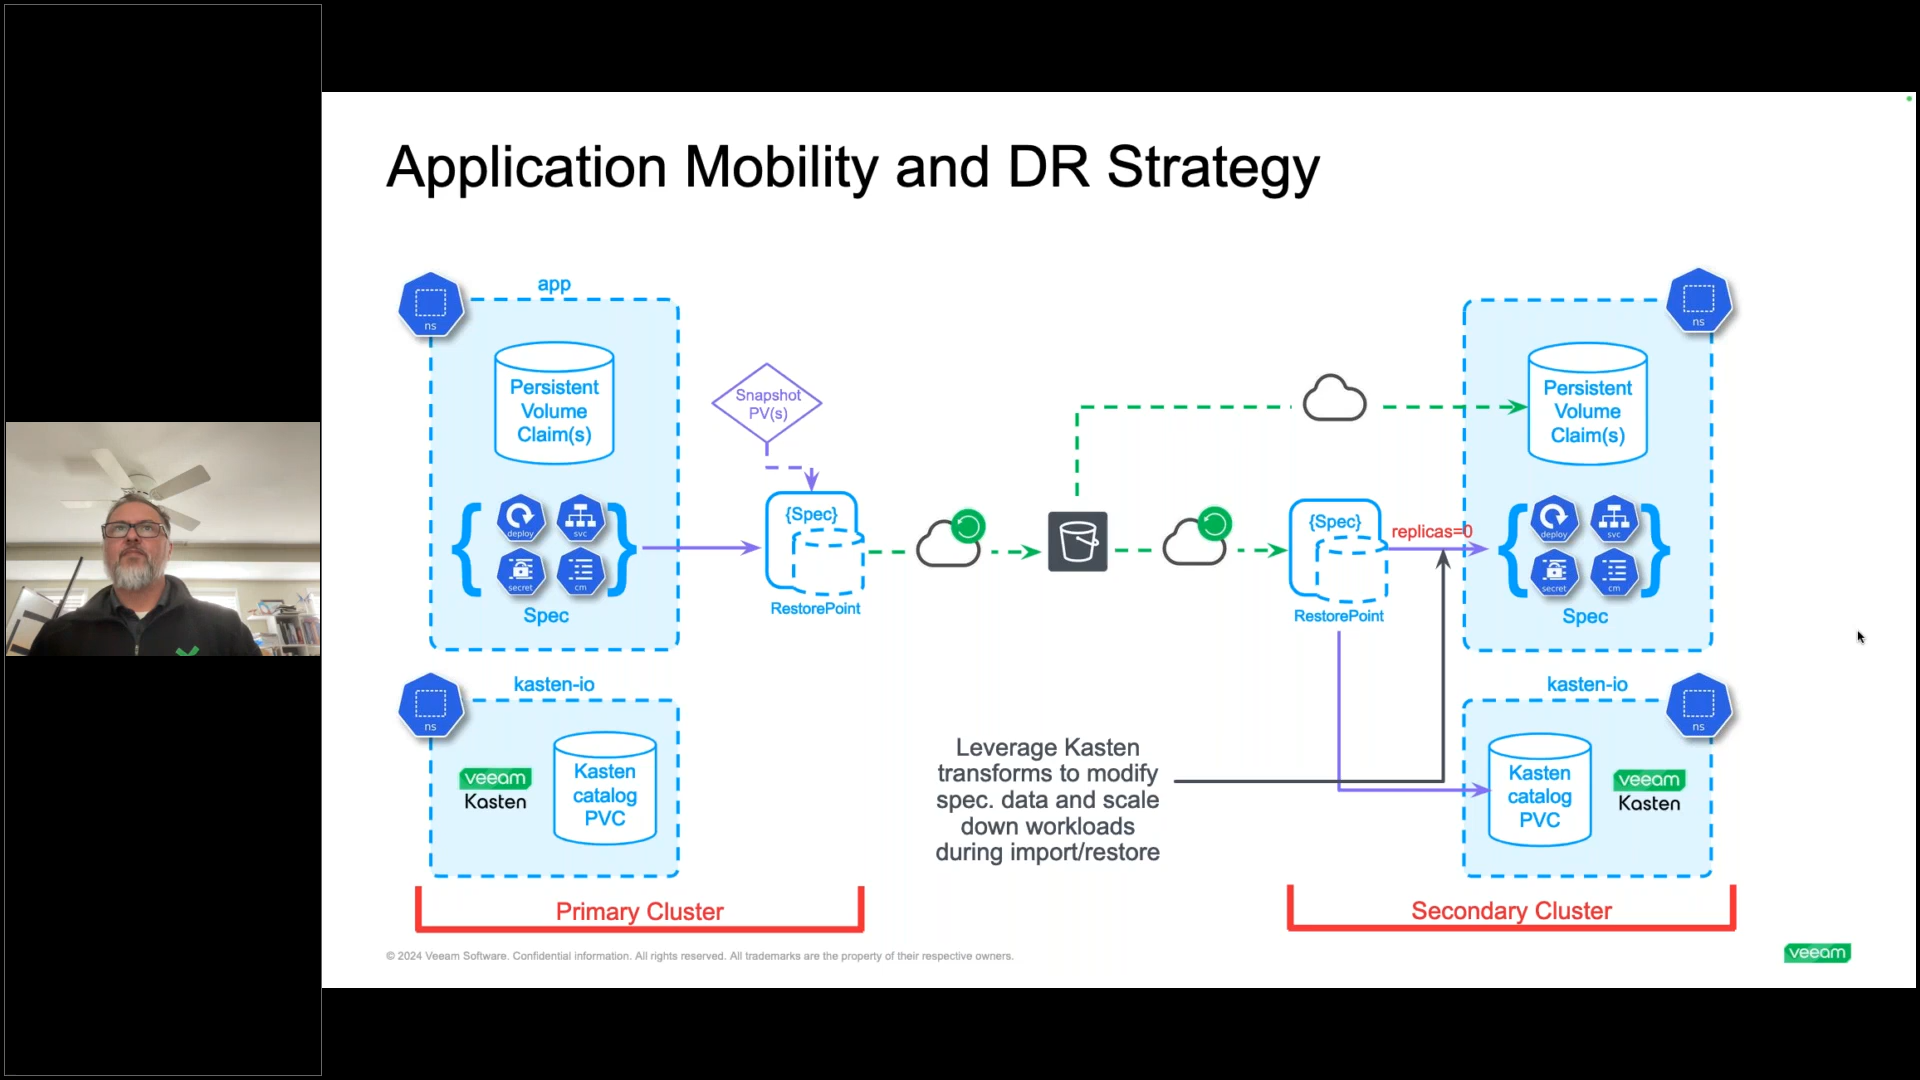 Application Mobility and DR Strategy
app
ns
Persistent
Volume
Claim(s)
deploy
svc
secret
cm
Spec
Snapshot
PV(s)
{Spec}
RestorePoint
{Spec}
RestorePoint
replicas=0
ns
Persistent
Volume
Claim(s)
deploy
svc
secret
cm
Spec
kasten-io
ns
veeam
Kasten
Kasten
catalog
PVC
Leverage Kasten
transforms to modify
spec. data and scale
down workloads
during import/restore
kasten-io
ns
Kasten
catalog
PVC
veeam
Kasten
Primary Cluster
Secondary Cluster
© 2024 Veeam Software. Confidential information. All rights reserved. All trademarks are the property of their respective owners.
veeam